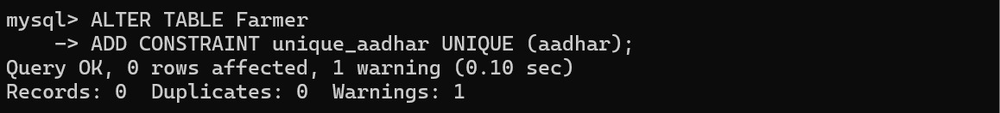 mysql> ALTER TABLE Farmer
    -> ADD CONSTRAINT unique_aadhar UNIQUE (aadhar);
Query OK, 0 rows affected, 1 warning (0.10 sec)
Records: 0  Duplicates: 0  Warnings: 1